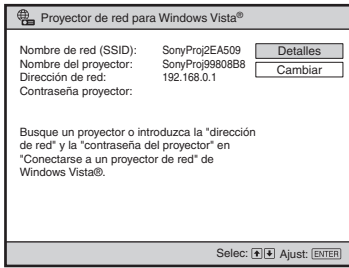 Proyector de red para Windows Vista®
Nombre de red (SSID): SonyProj2EA509
Nombre del proyector: SonyProj99808B8
Dirección de red: 192.168.0.1
Contraseña proyector:
Detalles
Cambiar
Busque un proyector o introduzca la "dirección
de red" y la "contraseña del proyector" en
"Conectarse a un proyector de red" de
Windows Vista®.
Selec: Ajust: ENTER